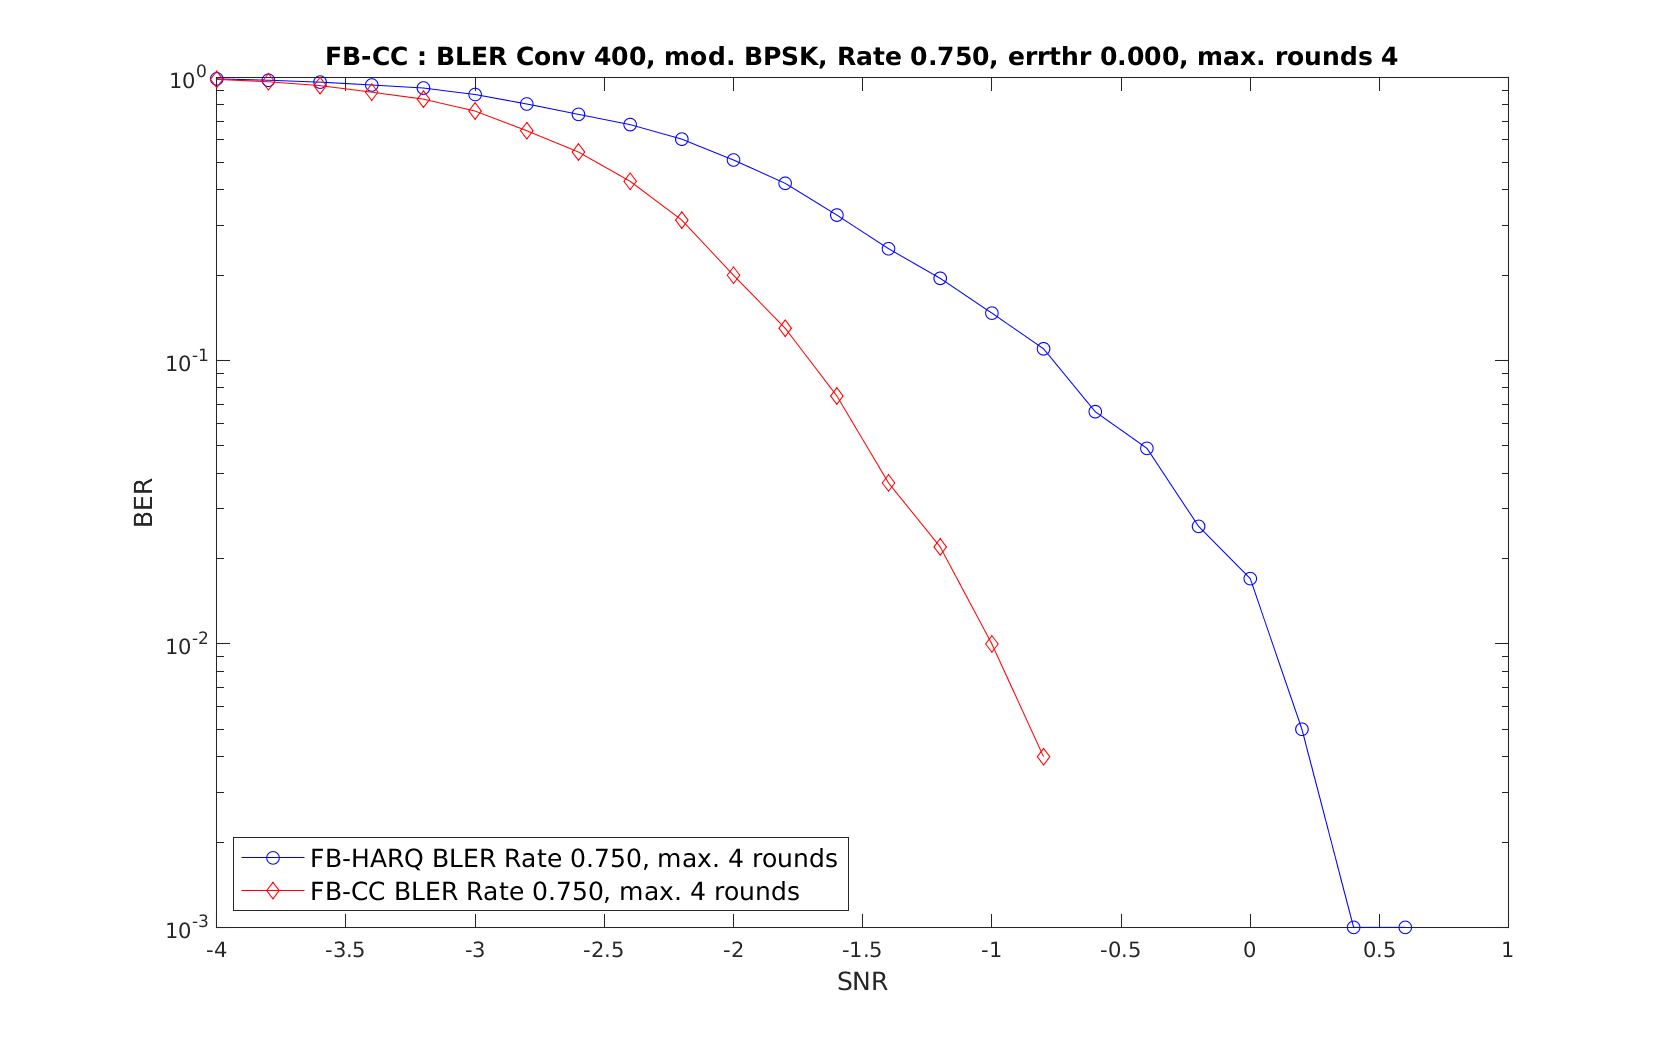 FB-CC : BLER Conv 400, mod. BPSK, Rate 0.750, errthr 0.000, max. rounds 4
10^0
10^-1
10^-2
10^-3
BER
FB-HARQ BLER Rate 0.750, max. 4 rounds
FB-CC BLER Rate 0.750, max. 4 rounds
-4 -3.5 -3 -2.5 -2 -1.5 -1 -0.5 0 0.5 1
SNR